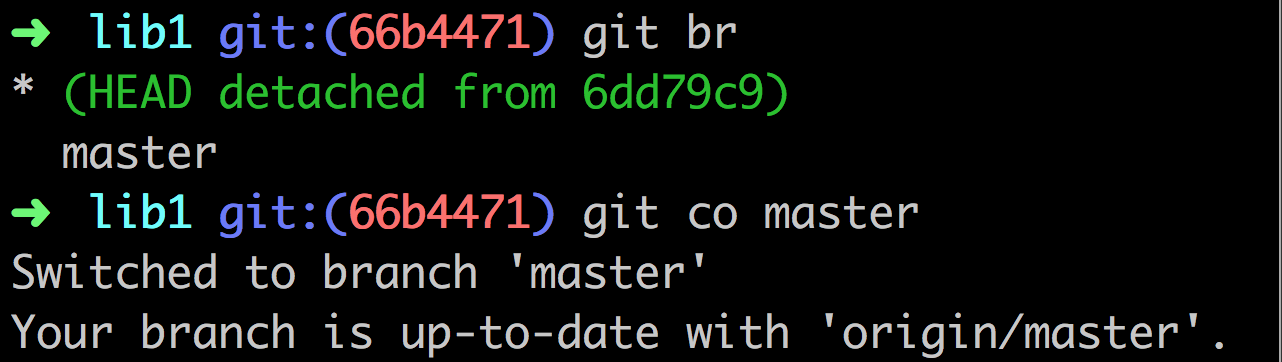 ➜ lib1 git:(66b4471) git br
* (HEAD detached from 6dd79c9)
  master
➜ lib1 git:(66b4471) git co master
Switched to branch 'master'
Your branch is up-to-date with 'origin/master'.